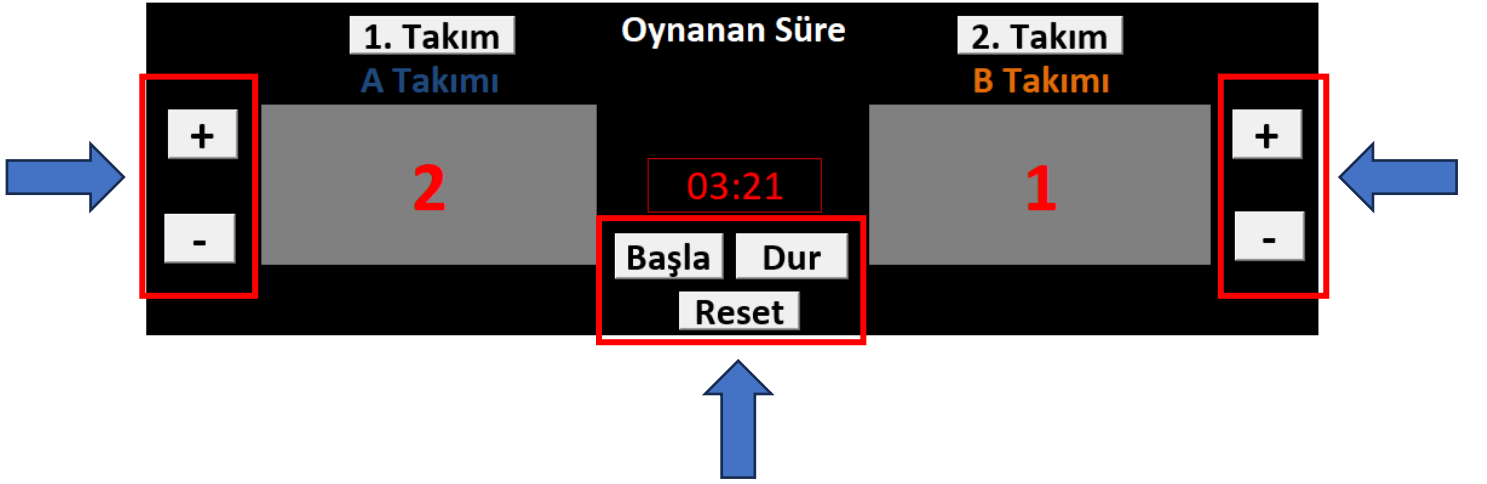 1. Takım Oynanan Süre 2. Takım
A Takımı B Takımı
+ +
2 03:21 1
- -
Başla Dur
Reset